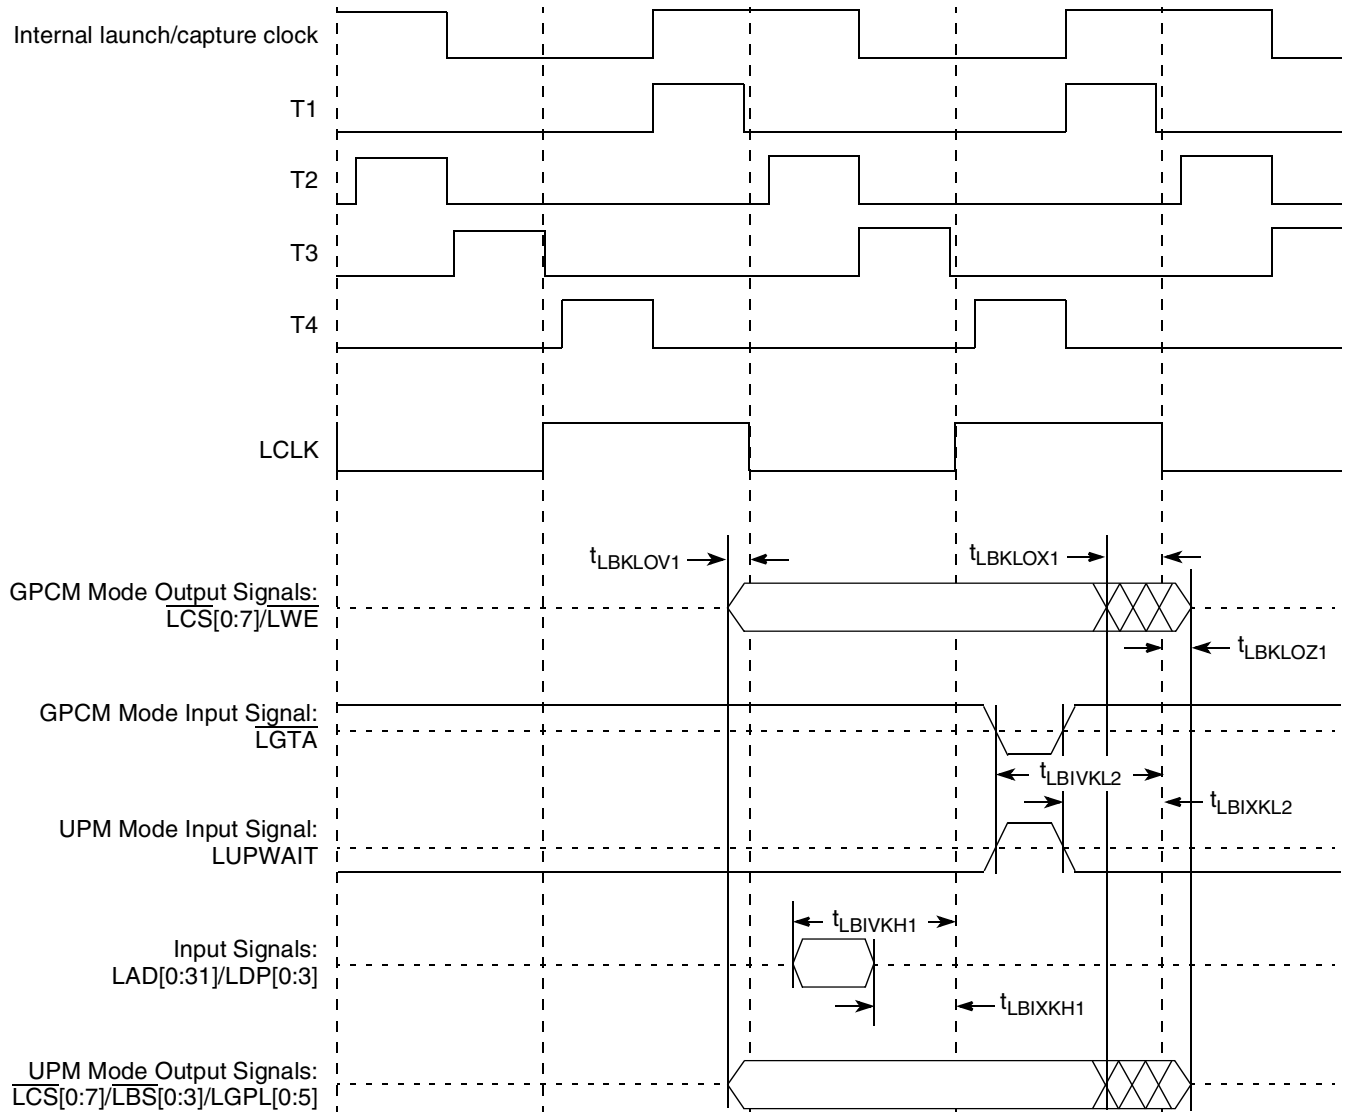 Internal launch/capture clock
T1
T2
T3
T4
LCLK
tLBKLOV1
tLBKLOX1
GPCM Mode Output Signals:
LCS[0:7]/LWE
tLBKLOZ1
GPCM Mode Input Signal:
LGTA
tLBIVKL2
tLBIXKL2
UPM Mode Input Signal:
LUPWAIT
tLBIVKH1
Input Signals:
LAD[0:31]/LDP[0:3]
tLBIXKH1
UPM Mode Output Signals:
LCS[0:7]/LBS[0:3]/LGPL[0:5]